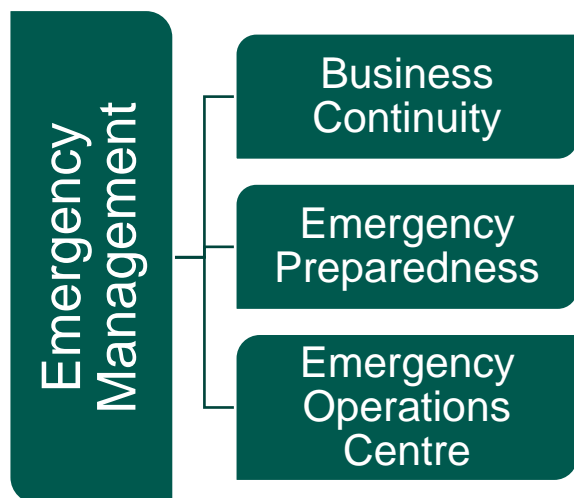 Emergency
Management
Business
Continuity
Emergency
Preparedness
Emergency
Operations
Centre